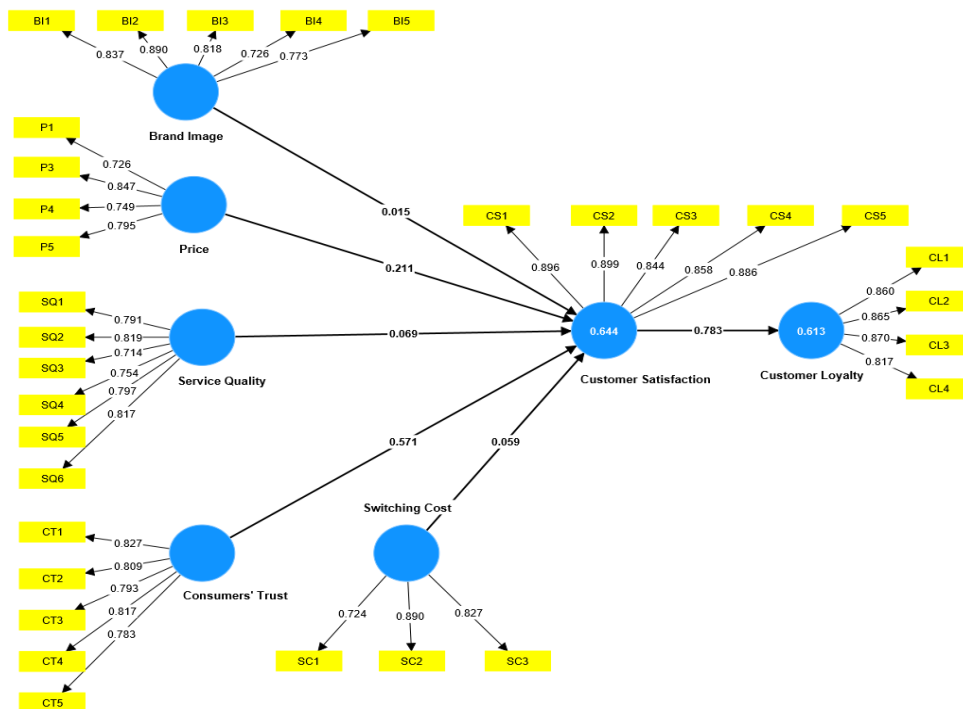 BI1
BI2
BI3
BI4
BI5
0.837
0.890
0.818
0.726
0.773
Brand Image
P1
P3
P4
P5
0.726
0.847
0.749
0.795
Price
0.015
0.211
CS1
CS2
CS3
CS4
CS5
0.896
0.899
0.844
0.858
0.886
CL1
CL2
CL3
CL4
0.860
0.865
0.870
0.817
SQ1
SQ2
SQ3
SQ4
SQ5
SQ6
0.791
0.819
0.714
0.754
0.797
0.817
Service Quality
0.069
0.644
0.783
0.613
Customer Satisfaction
Customer Loyalty
0.571
0.059
Switching Cost
CT1
CT2
CT3
CT4
CT5
0.827
0.809
0.793
0.817
0.783
Consumers' Trust
0.724
0.890
0.827
SC1
SC2
SC3